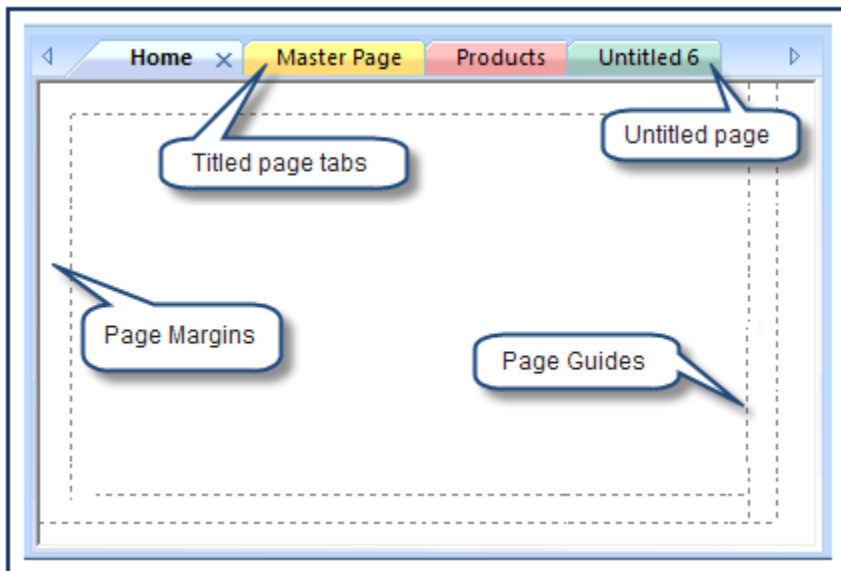 Home
Master Page
Products
Untitled 6
Titled page tabs
Untitled page
Page Margins
Page Guides